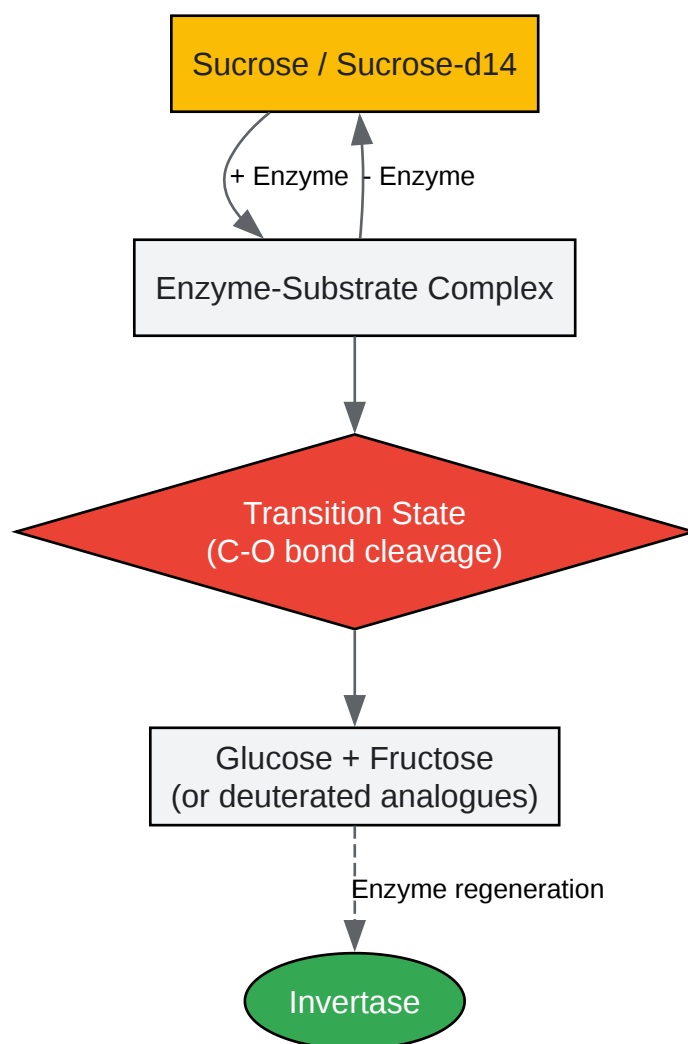 Sucrose / Sucrose-d14
+ Enzyme
- Enzyme
Enzyme-Substrate Complex
Transition State
(C-O bond cleavage)
Glucose + Fructose
(or deuterated analogues)
Enzyme regeneration
Invertase